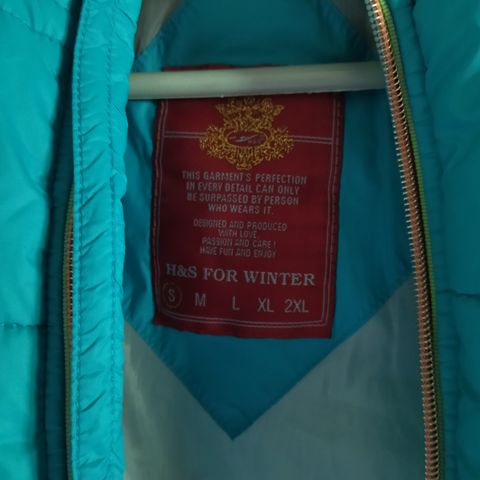 THIS GARMENT'S PERFECTION
IN EVERY DETAIL CAN ONLY
BE SURPASSED BY PERSON
WHO WEARS IT.
DESIGNED AND PRODUCED
WITH LOVE,
PASSION AND CARE!
HAVE FUN AND ENJOY
H&S FOR WINTER
S M L XL 2XL